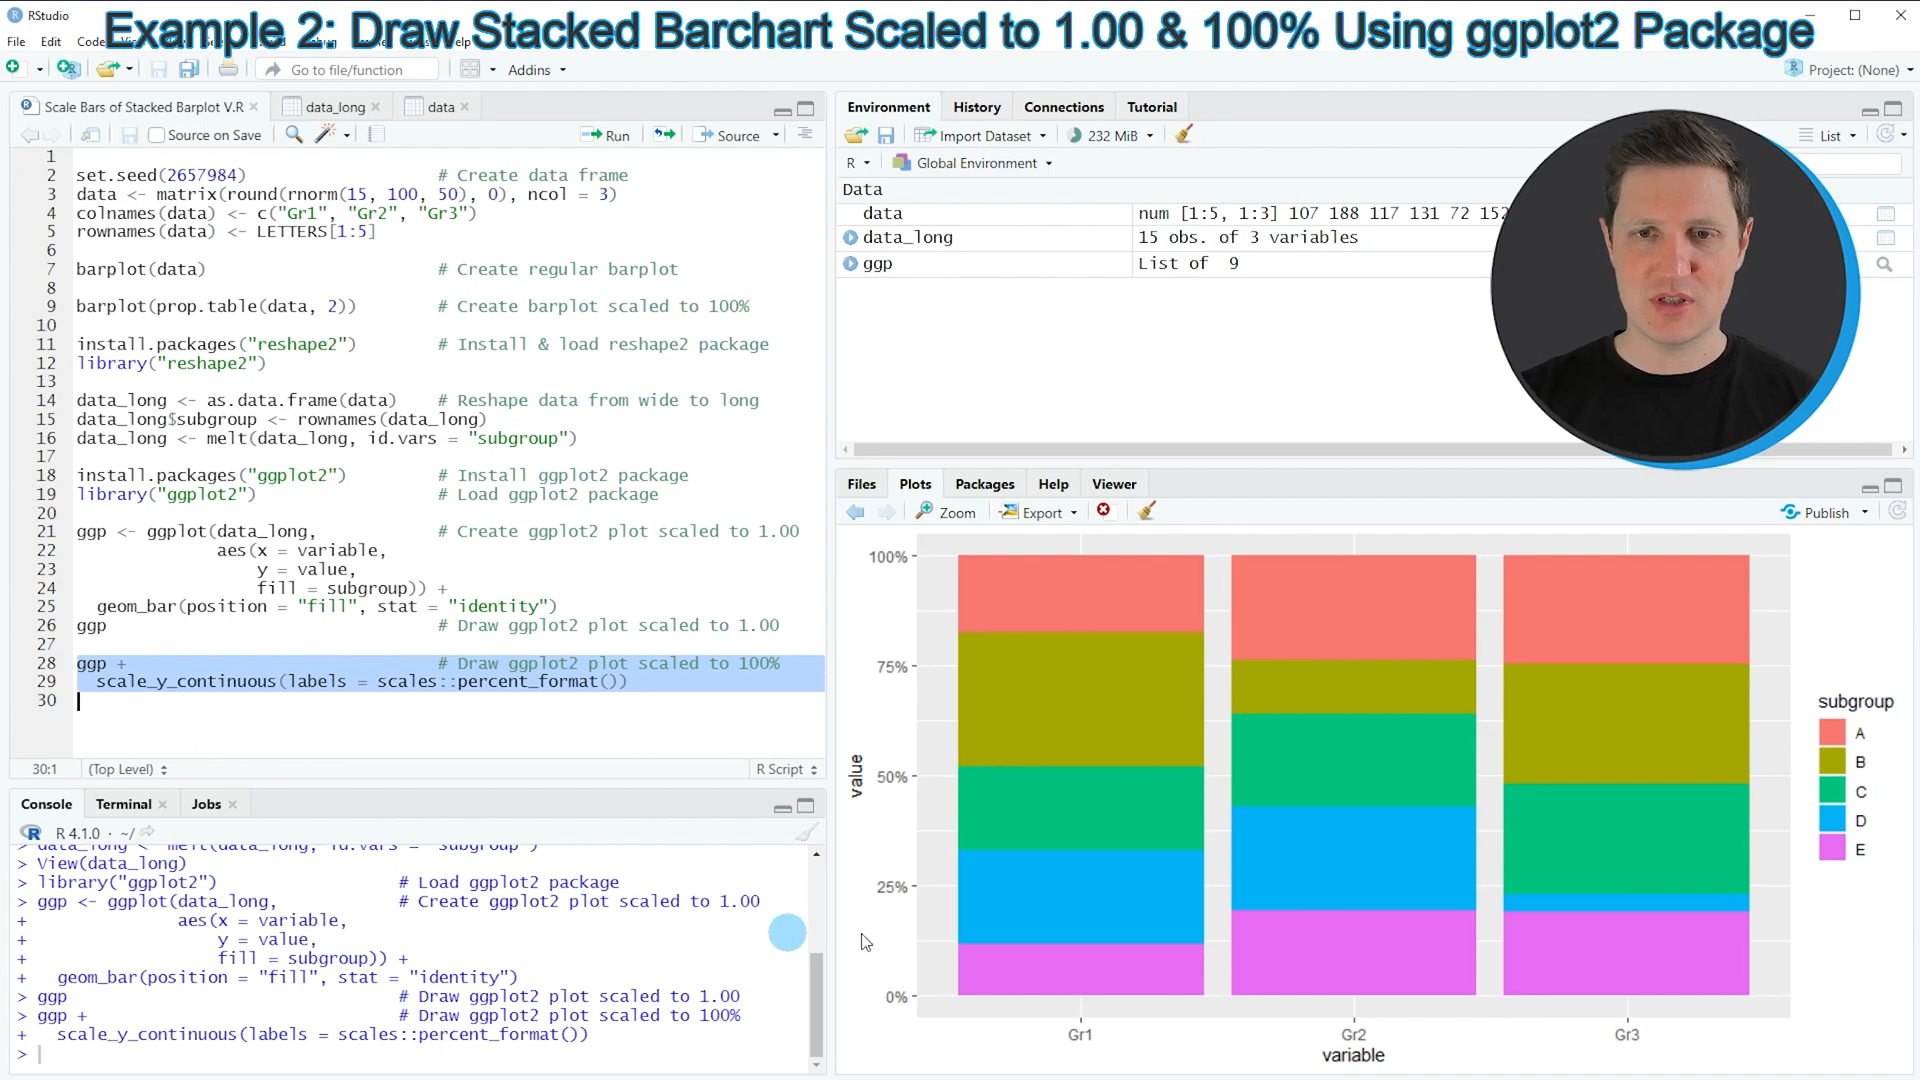 RStudio
Example 2: Draw Stacked Barchart Scaled to 1.00 & 100% Using ggplot2 Package
File Edit Code Help
Go to file/function
Addins
Project: (None)
Scale Bars of Stacked Barplot V.R
data_long
data
Source on Save
Run
Source
1
2 set.seed(2657984) # Create data frame
3 data <- matrix(round(rnorm(15, 100, 50), 0), ncol = 3)
4 colnames(data) <- c("Gr1", "Gr2", "Gr3")
5 rownames(data) <- LETTERS[1:5]
6
7 barplot(data) # Create regular barplot
8
9 barplot(prop.table(data, 2)) # Create barplot scaled to 100%
10
11 install.packages("reshape2") # Install & load reshape2 package
12 library("reshape2")
13
14 data_long <- as.data.frame(data) # Reshape data from wide to long
15 data_long$subgroup <- rownames(data_long)
16 data_long <- melt(data_long, id.vars = "subgroup")
17
18 install.packages("ggplot2") # Install ggplot2 package
19 library("ggplot2") # Load ggplot2 package
20
21 ggp <- ggplot(data_long, # Create ggplot2 plot scaled to 1.00
22 aes(x = variable,
23 y = value,
24 fill = subgroup)) +
25 geom_bar(position = "fill", stat = "identity")
26 ggp # Draw ggplot2 plot scaled to 1.00
27
28 ggp + # Draw ggplot2 plot scaled to 100%
29 scale_y_continuous(labels = scales::percent_format())
30
30:1 (Top Level) R Script
Console Terminal Jobs
R 4.1.0 · ~/
> data_long <- melt(data_long, id.vars = "subgroup")
> View(data_long)
> library("ggplot2") # Load ggplot2 package
> ggp <- ggplot(data_long, # Create ggplot2 plot scaled to 1.00
+ aes(x = variable,
+ y = value,
+ fill = subgroup)) +
+ geom_bar(position = "fill", stat = "identity")
> ggp # Draw ggplot2 plot scaled to 1.00
> ggp + # Draw ggplot2 plot scaled to 100%
+ scale_y_continuous(labels = scales::percent_format())
>
Environment History Connections Tutorial
Import Dataset 232 MiB List
R Global Environment
Data
data num [1:5, 1:3] 107 188 117 131 72 152
data_long 15 obs. of 3 variables
ggp List of 9
Files Plots Packages Help Viewer
Zoom Export Publish
100%
75%
50%
25%
0%
value
Gr1 Gr2 Gr3
variable
subgroup
A
B
C
D
E